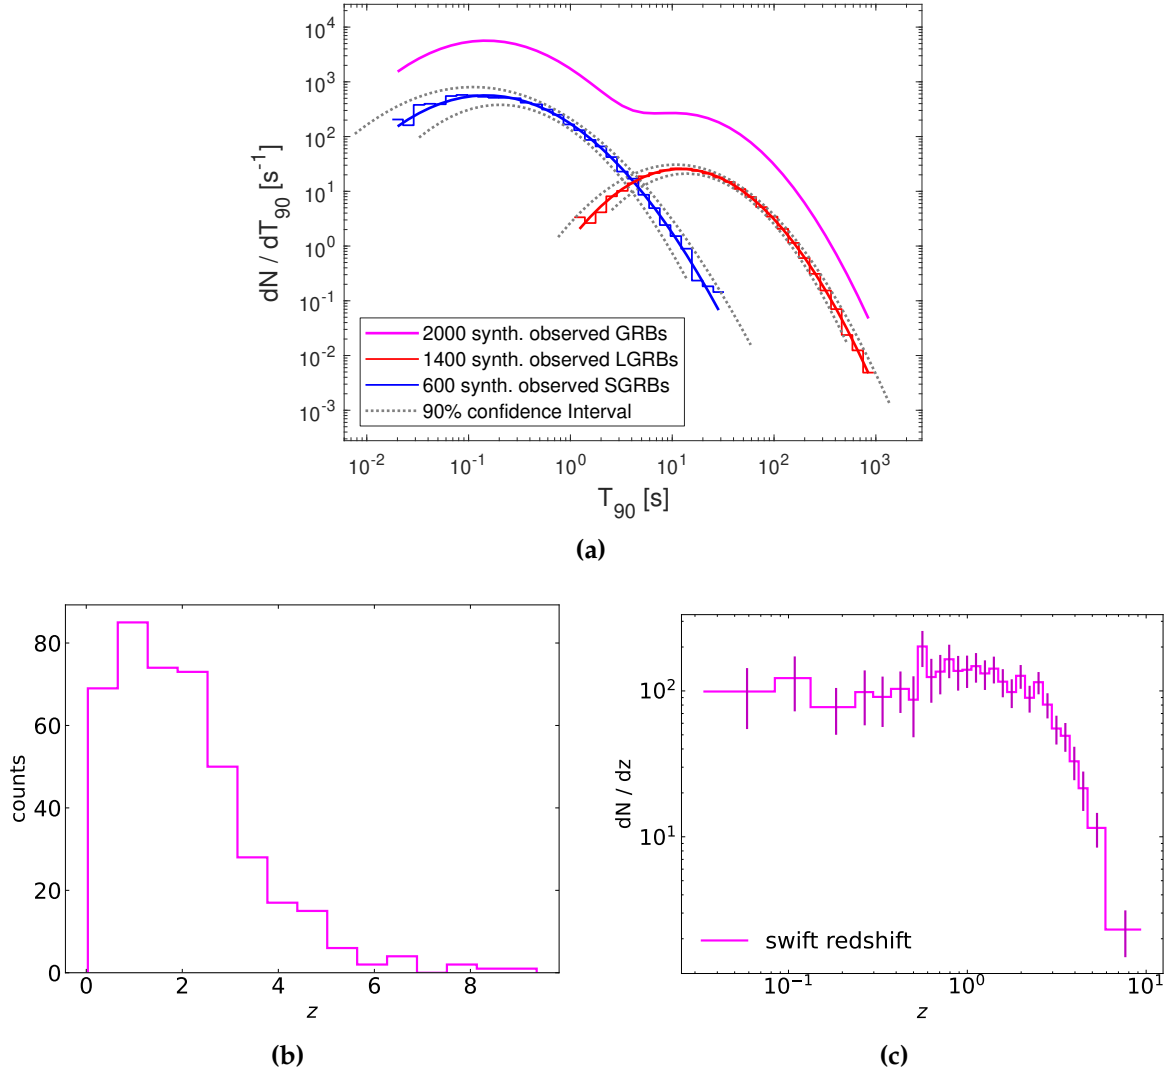 10^4
10^3
10^2
10^1
10^0
10^-1
10^-2
10^-3
dN / dT_90 [s^-1]
2000 synth. observed GRBs
1400 synth. observed LGRBs
600 synth. observed SGRBs
90% confidence Interval
10^-2 10^-1 10^0 10^1 10^2 10^3
T_90 [s]
(a)
80
60
40
20
0
counts
0 2 4 6 8
z
(b)
10^2
10^1
dN / dz
swift redshift
10^-1 10^0 10^1
z
(c)